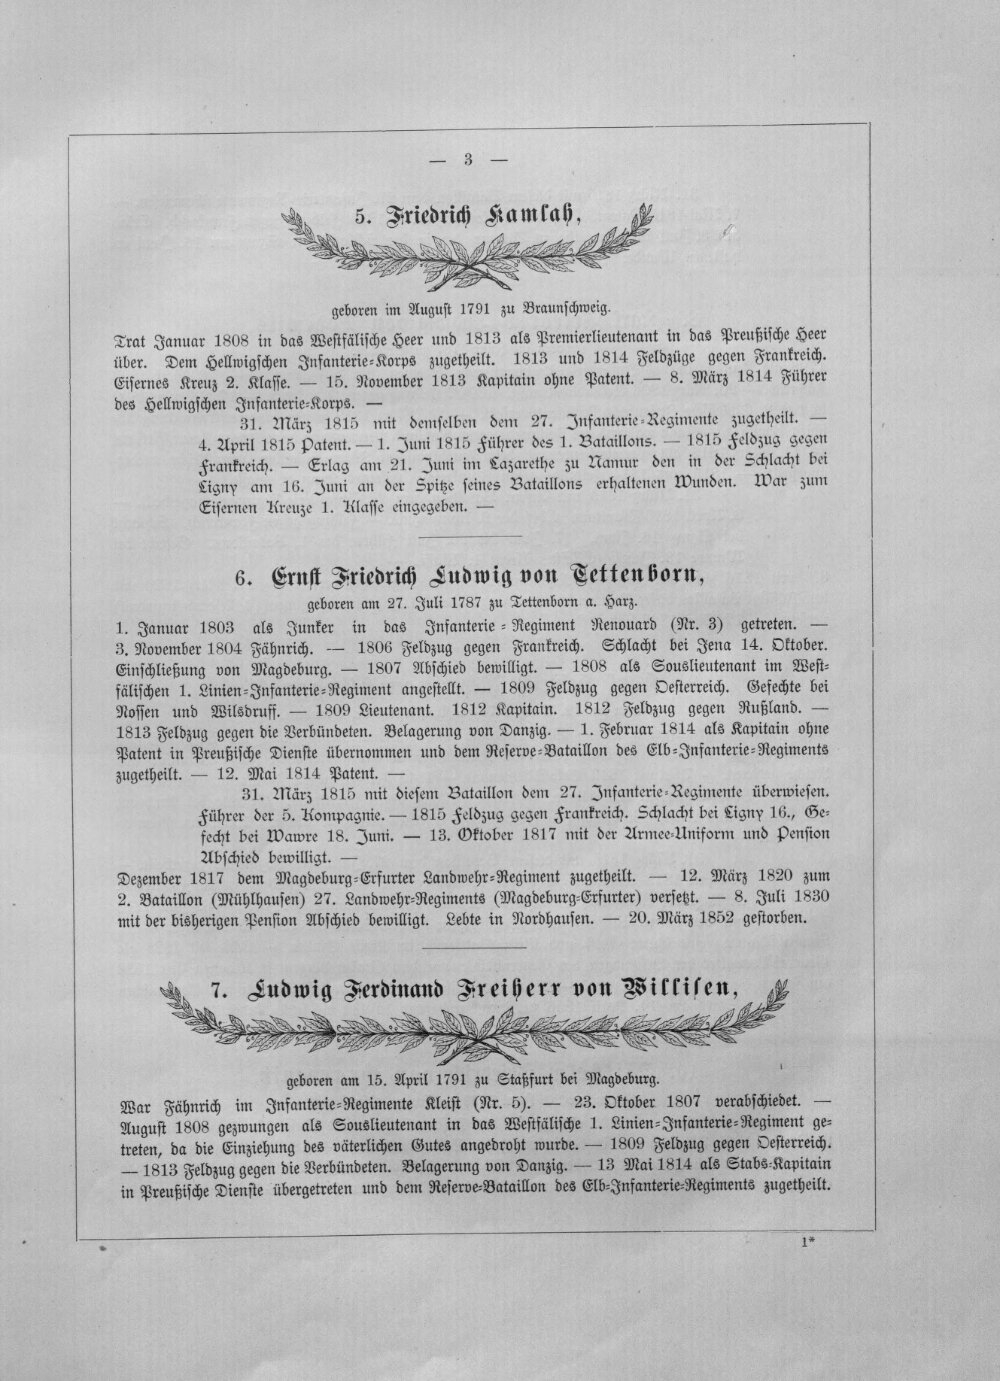 — 3 —
5. Friedrich Kamlah,
geboren im August 1791 zu Braunschweig.
Trat Januar 1808 in das Westfälische Heer und 1813 als Premierlieutenant in das Preußische Heer
über. Dem Hellwigschen Infanterie-Korps zugetheilt. 1813 und 1814 Feldzüge gegen Frankreich.
Eisernes Kreuz 2. Klasse. — 15. November 1813 Kapitain ohne Patent. — 8. März 1814 Führer
des Hellwigschen Infanterie-Korps. —
31. März 1815 mit demselben dem 27. Infanterie-Regimente zugetheilt. —
4. April 1815 Patent. — 1. Juni 1815 Führer des 1. Bataillons. — 1815 Feldzug gegen
Frankreich. — Erlag am 21. Juni im Lazarethe zu Namur den in der Schlacht bei
Ligny am 16. Juni an der Spitze seines Bataillons erhaltenen Wunden. War zum
Eisernen Kreuze 1. Klasse eingegeben. —
6. Ernst Friedrich Ludwig von Tettenborn,
geboren am 27. Juli 1787 zu Tettenborn a. Harz.
1. Januar 1803 als Junker in das Infanterie-Regiment Renouard (Nr. 3) getreten. —
3. November 1804 Fähnrich. — 1806 Feldzug gegen Frankreich. Schlacht bei Jena 14. Oktober.
Einschließung von Magdeburg. — 1807 Abschied bewilligt. — 1808 als Souslieutenant im West-
fälischen 1. Linien-Infanterie-Regiment angestellt. — 1809 Feldzug gegen Oesterreich. Gefechte bei
Nossen und Wilsdruff. — 1809 Lieutenant. 1812 Kapitain. 1812 Feldzug gegen Rußland. —
1813 Feldzug gegen die Verbündeten. Belagerung von Danzig. — 1. Februar 1814 als Kapitain ohne
Patent in Preußische Dienste übernommen und dem Reserve-Bataillon des Elb-Infanterie-Regiments
zugetheilt. — 12. Mai 1814 Patent. —
31. März 1815 mit diesem Bataillon dem 27. Infanterie-Regimente überwiesen.
Führer der 5. Kompagnie. — 1815 Feldzug gegen Frankreich. Schlacht bei Ligny 16., Ge-
fecht bei Wawre 18. Juni. — 13. Oktober 1817 mit der Armee-Uniform und Pension
Abschied bewilligt. —
Dezember 1817 dem Magdeburg-Erfurter Landwehr-Regiment zugetheilt. — 12. März 1820 zum
2. Bataillon (Mühlhausen) 27. Landwehr-Regiments (Magdeburg-Erfurter) versetzt. — 8. Juli 1830
mit der bisherigen Pension Abschied bewilligt. Lebte in Nordhausen. — 20. März 1852 gestorben.
7. Ludwig Ferdinand Freiherr von Willisen,
geboren am 15. April 1791 zu Staßfurt bei Magdeburg.
War Fähnrich im Infanterie-Regimente Kleist (Nr. 5). — 23. Oktober 1807 verabschiedet. —
August 1808 gezwungen als Souslieutenant in das Westfälische 1. Linien-Infanterie-Regiment ge-
treten, da die Einziehung des väterlichen Gutes angedroht wurde. — 1809 Feldzug gegen Oesterreich.
— 1813 Feldzug gegen die Verbündeten. Belagerung von Danzig. — 13 Mai 1814 als Stabs-Kapitain
in Preußische Dienste übergetreten und dem Reserve-Bataillon des Elb-Infanterie-Regiments zugetheilt.
1*